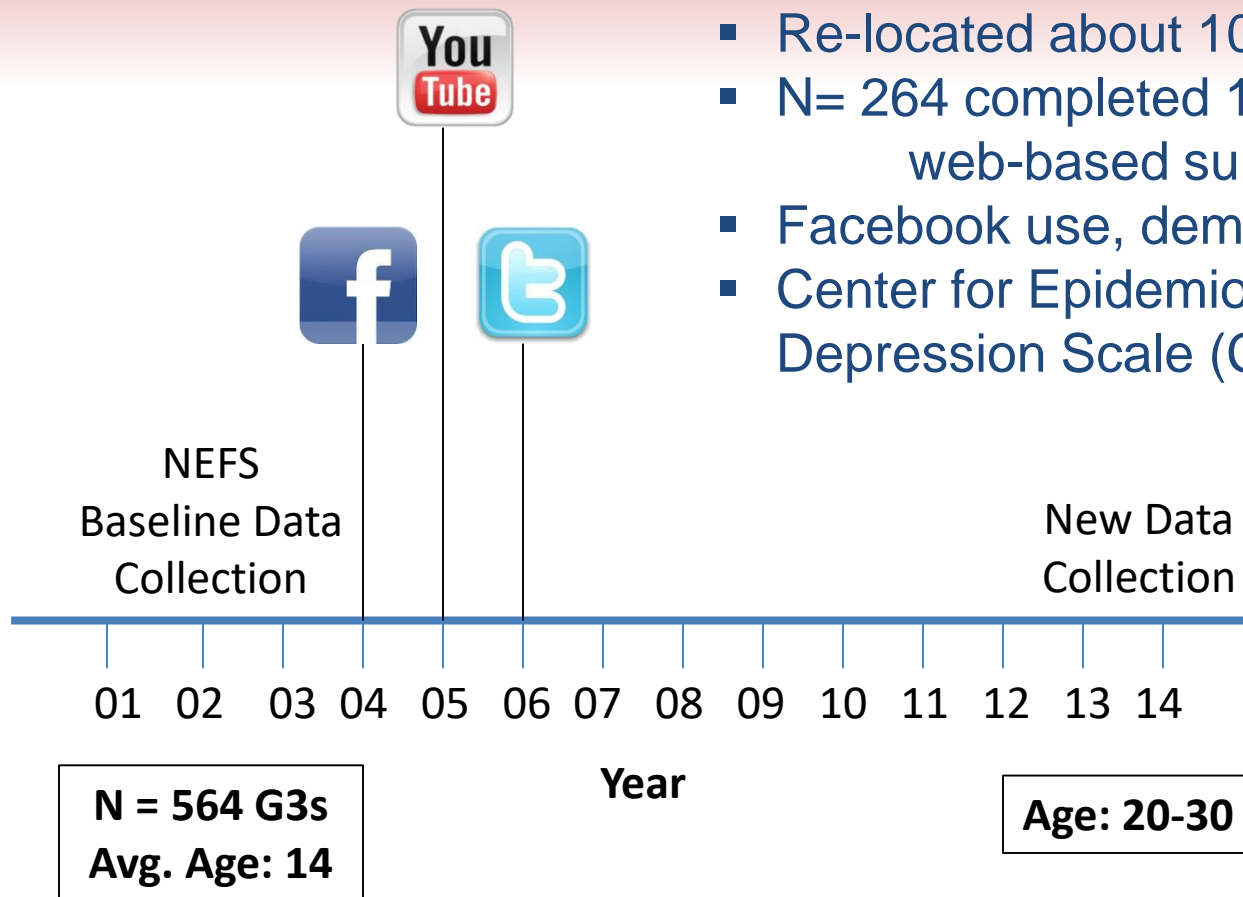 You
Tube
▪ Re-located about 10
▪ N= 264 completed 1
web-based su
▪ Facebook use, dem
▪ Center for Epidemio
Depression Scale (
f
t
NEFS
Baseline Data
Collection
New Data
Collection
01 02 03 04 05 06 07 08 09 10 11 12 13 14
Year
N = 564 G3s
Avg. Age: 14
Age: 20-30